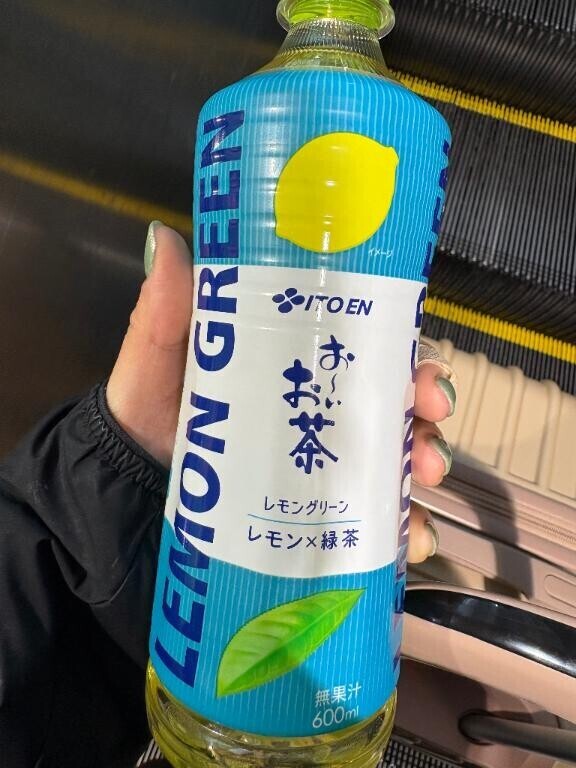 LEMON GREEN
イメージ
ITO EN
お〜い
お茶
レモングリーン
レモン×緑茶
無果汁
600ml